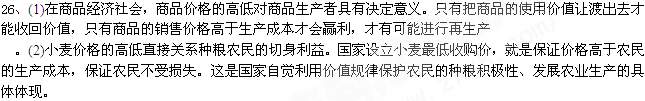 26、(1)在商品经济社会，商品价格的高低对商品生产者具有决定意义。只有把商品的使用价值让渡出去才
能收回价值，只有商品的销售价格高于生产成本才会赢利，才有可能进行再生产
。(2)小麦价格的高低直接关系种粮农民的切身利益。国家设立小麦最低收购价，就是保证价格高于农民
的生产成本，保证农民不受损失。这是国家自觉利用价值规律保护农民的种粮积极性、发展农业生产的具
体体现。